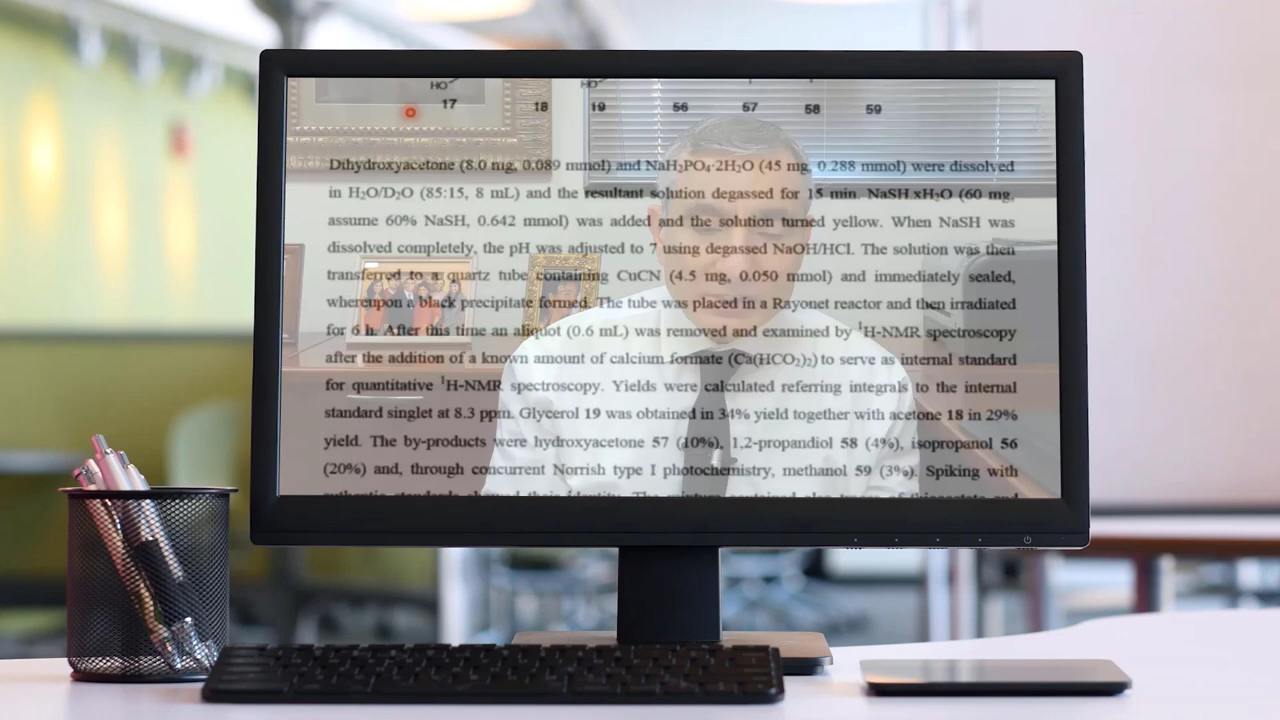 HO HO
17 18 19 56 57 58 59
Dihydroxyacetone (8.0 mg, 0.089 mmol) and NaH₂PO₄·2H₂O (45 mg, 0.288 mmol) were dissolved
in H₂O/D₂O (85:15, 8 mL) and the resultant solution degassed for 15 min. NaSH.xH₂O (60 mg,
assume 60% NaSH, 0.642 mmol) was added and the solution turned yellow. When NaSH was
dissolved completely, the pH was adjusted to 7 using degassed NaOH/HCl. The solution was then
transferred to a quartz tube containing CuCN (4.5 mg, 0.050 mmol) and immediately sealed,
whereupon a black precipitate formed. The tube was placed in a Rayonet reactor and then irradiated
for 6 h. After this time an aliquot (0.6 mL) was removed and examined by ¹H-NMR spectroscopy
after the addition of a known amount of calcium formate (Ca(HCO₂)₂) to serve as internal standard
for quantitative ¹H-NMR spectroscopy. Yields were calculated referring integrals to the internal
standard singlet at 8.3 ppm. Glycerol 19 was obtained in 34% yield together with acetone 18 in 29%
yield. The by-products were hydroxyacetone 57 (10%), 1,2-propandiol 58 (4%), isopropanol 56
(20%) and, through concurrent Norrish type I photochemistry, methanol 59 (3%). Spiking with